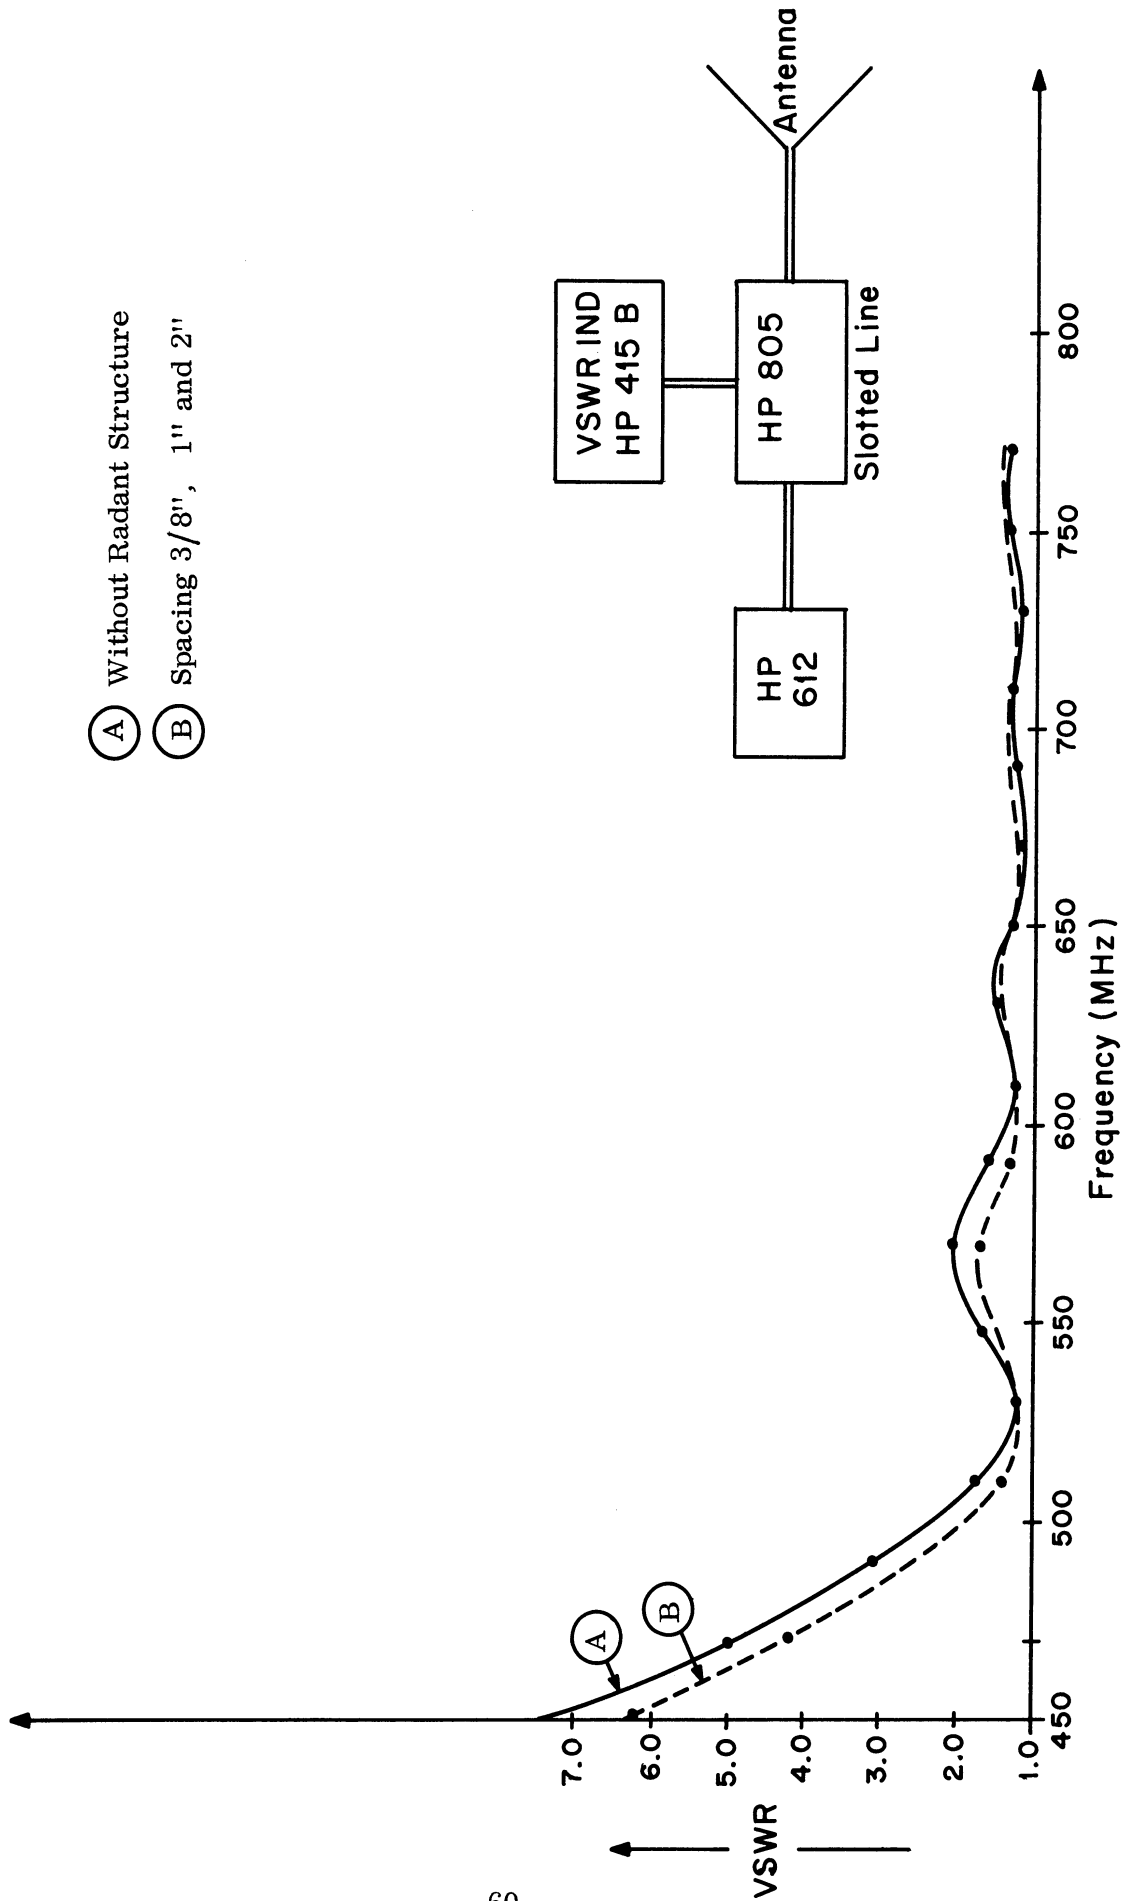 A Without Radant Structure
B Spacing 3/8", 1" and 2"
VSWR IND
HP 415 B
HP
612
HP 805
Slotted Line
Antenna
A
B
VSWR
7.0
6.0
5.0
4.0
3.0
2.0
1.0
450
500
550
600
650
700
750
800
Frequency (MHz)